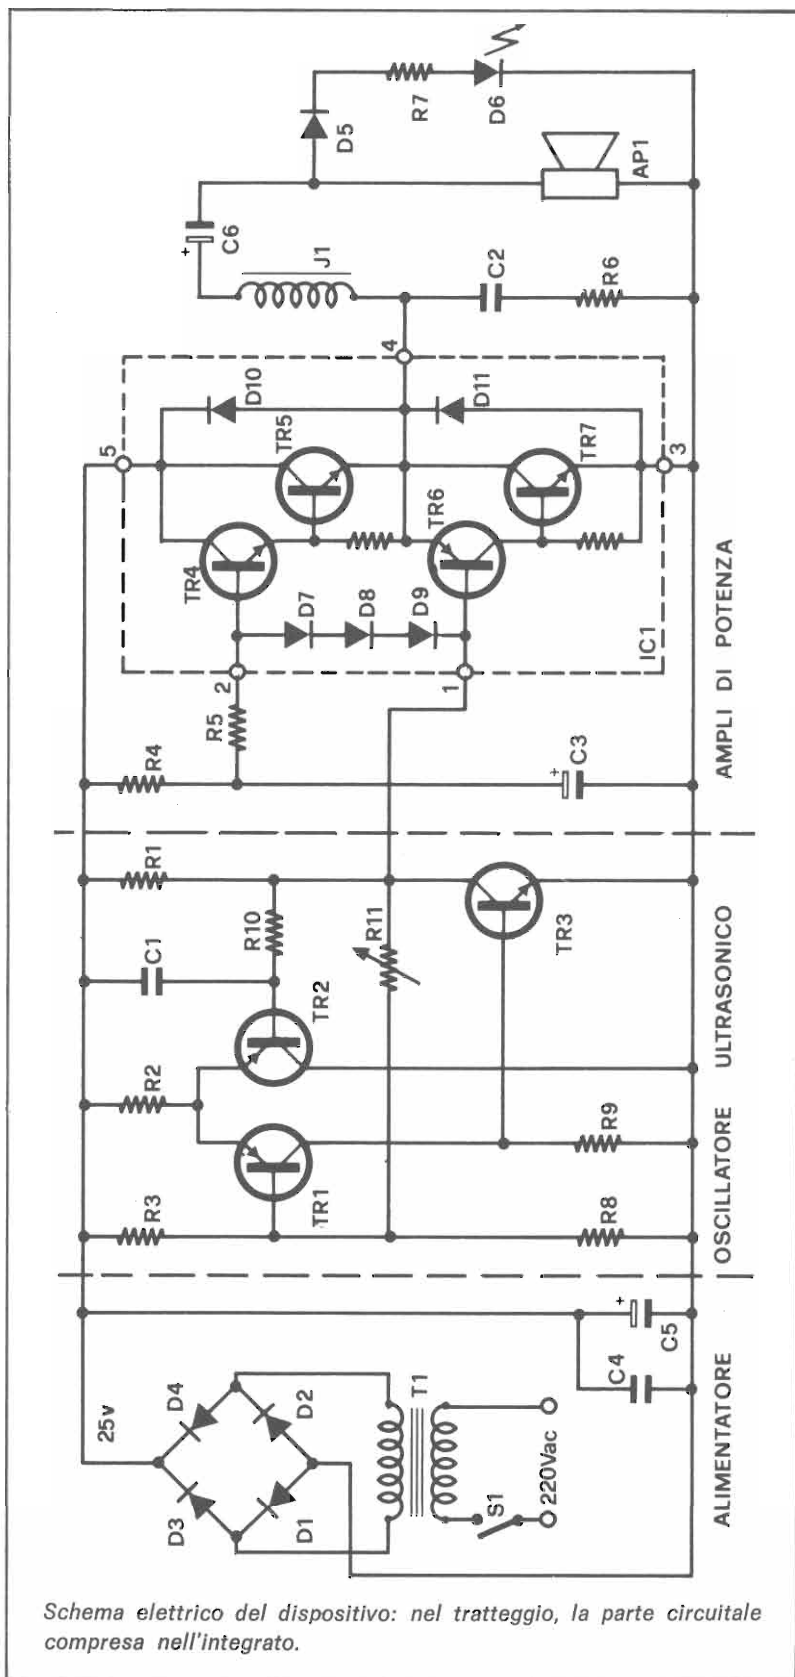 R7
D6
D5
AP1
+
C6
J1
C2
R6
4
D10
D11
5
TR5
TR7
3
TR6
TR4
D7
D8
D9
IC1
2
1
R5
R4
+
C3
AMPLI DI POTENZA
R1
R10
R11
C1
TR2
TR3
R2
R9
R3
TR1
R8
OSCILLATORE ULTRASONICO
+
C5
C4
25v
D4
D2
T1
D3
D1
S1
220Vac
ALIMENTATORE
Schema elettrico del dispositivo: nel tratteggio, la parte circuitale
compresa nell'integrato.